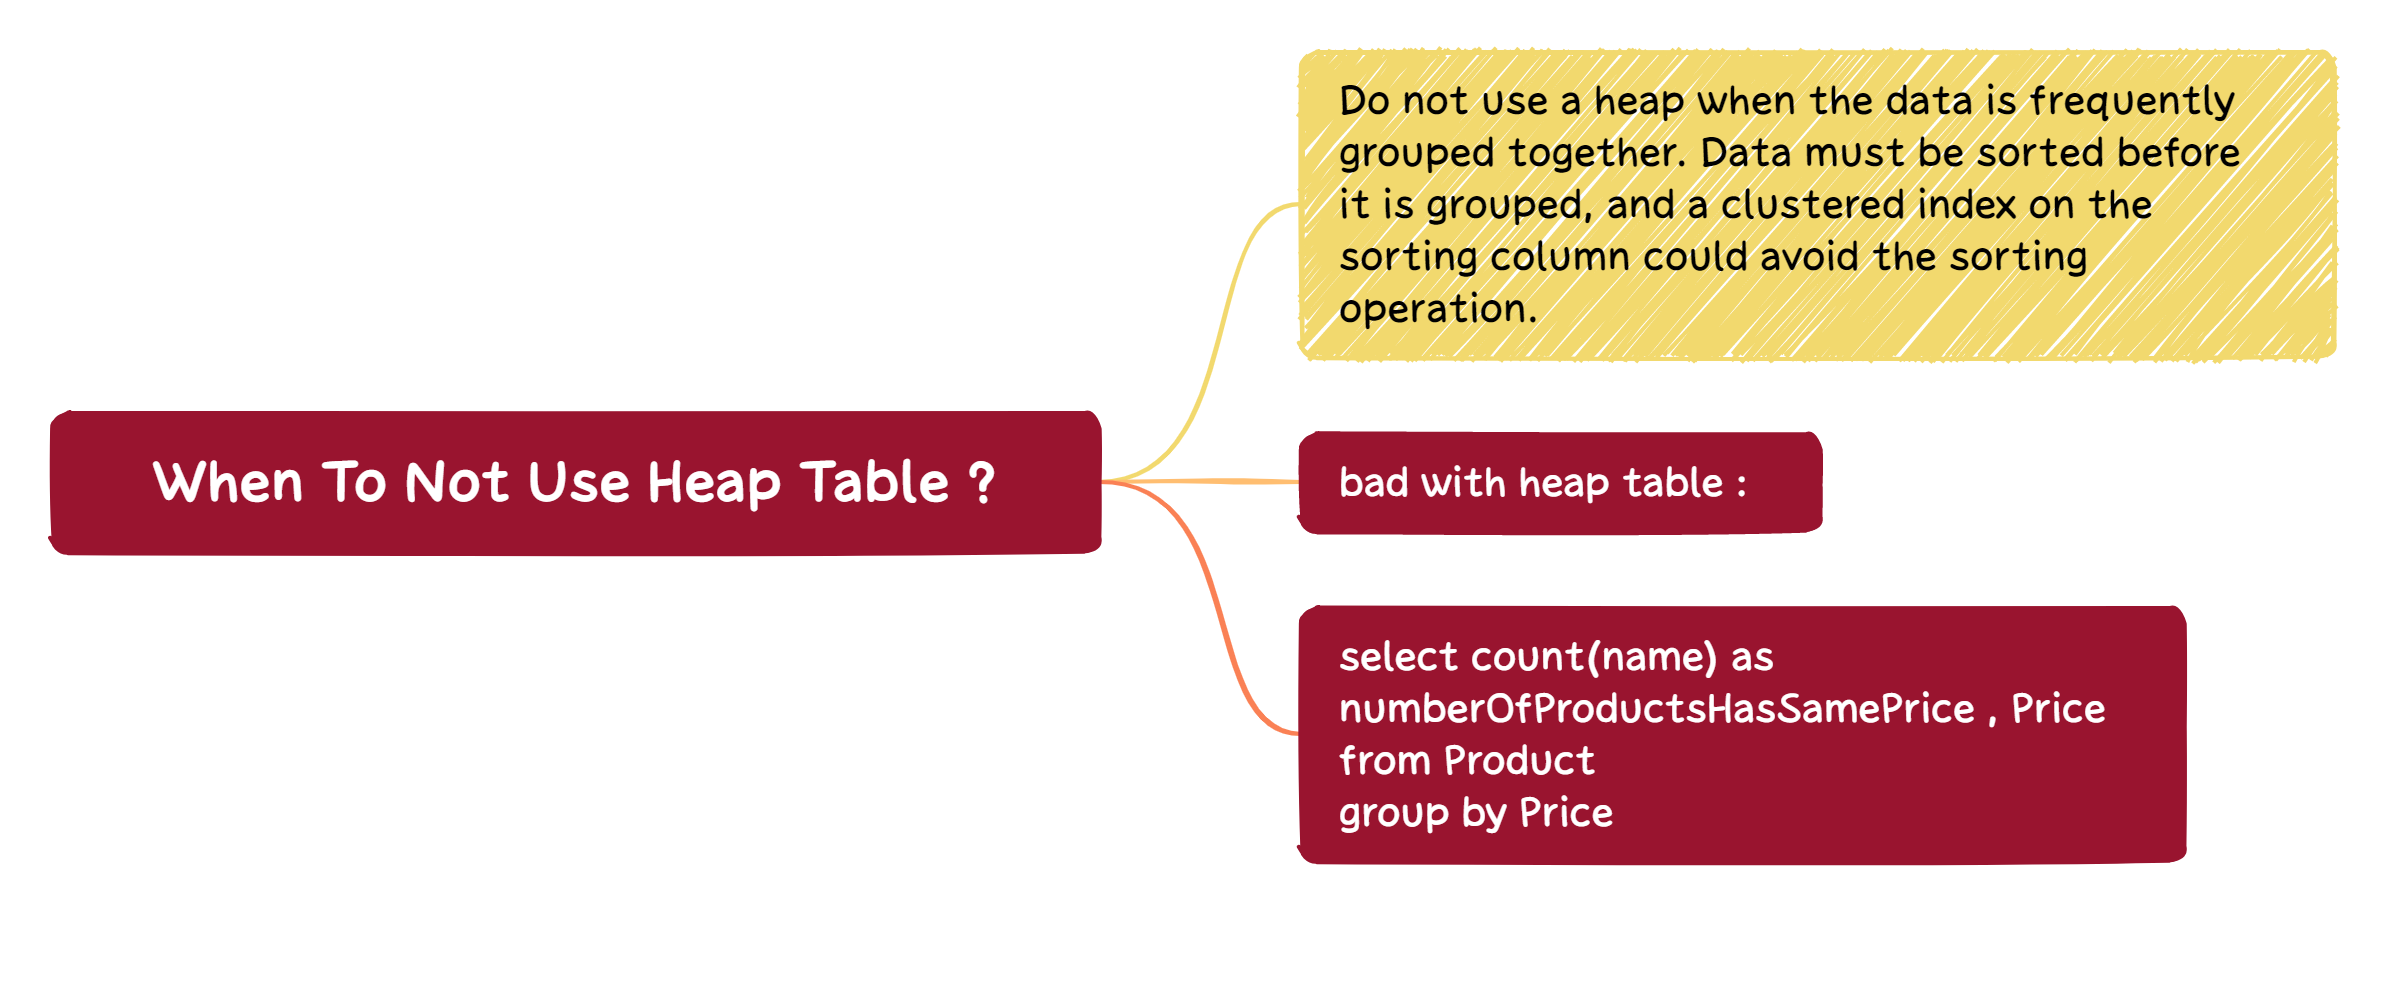 When To Not Use Heap Table ?
Do not use a heap when the data is frequently
grouped together. Data must be sorted before
it is grouped, and a clustered index on the
sorting column could avoid the sorting
operation.
bad with heap table :
select count(name) as
numberOfProductsHasSamePrice , Price
from Product
group by Price